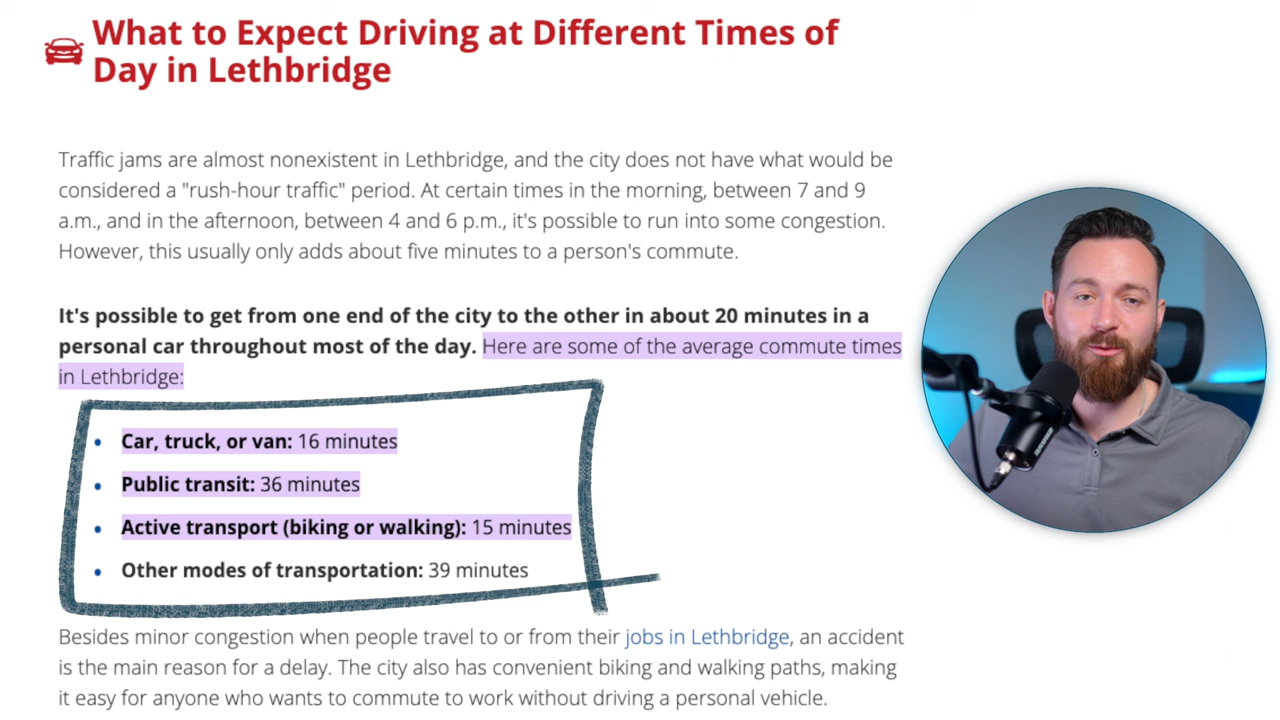 What to Expect Driving at Different Times of
Day in Lethbridge
Traffic jams are almost nonexistent in Lethbridge, and the city does not have what would be
considered a "rush-hour traffic" period. At certain times in the morning, between 7 and 9
a.m., and in the afternoon, between 4 and 6 p.m., it's possible to run into some congestion.
However, this usually only adds about five minutes to a person's commute.
It's possible to get from one end of the city to the other in about 20 minutes in a
personal car throughout most of the day. Here are some of the average commute times
in Lethbridge:
• Car, truck, or van: 16 minutes
• Public transit: 36 minutes
• Active transport (biking or walking): 15 minutes
• Other modes of transportation: 39 minutes
Besides minor congestion when people travel to or from their jobs in Lethbridge, an accident
is the main reason for a delay. The city also has convenient biking and walking paths, making
it easy for anyone who wants to commute to work without driving a personal vehicle.